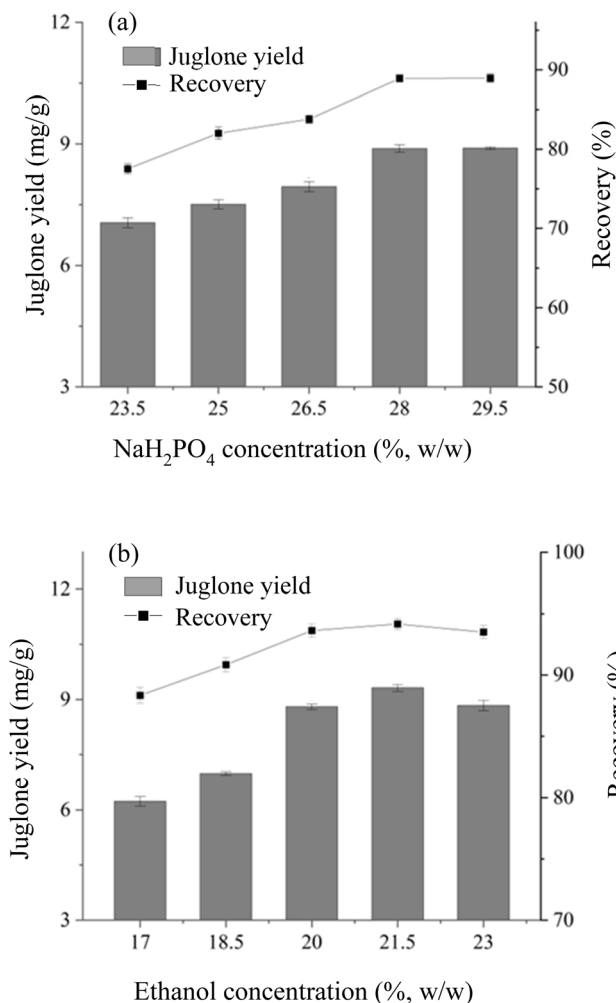 (a)
12
9
6
3
Juglone yield (mg/g)
Juglone yield
Recovery
90
80
70
60
50
Recovery (%)
23.5 25 26.5 28 29.5
NaH₂PO₄ concentration (%, w/w)
(b)
12
9
6
3
Juglone yield (mg/g)
Juglone yield
Recovery
100
90
80
70
Recovery (%)
17 18.5 20 21.5 23
Ethanol concentration (%, w/w)